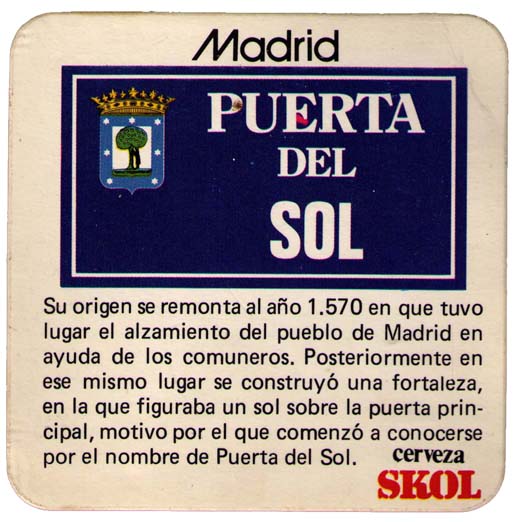 Madrid
PUERTA
DEL
SOL
Su origen se remonta al año 1.570 en que tuvo
lugar el alzamiento del pueblo de Madrid en
ayuda de los comuneros. Posteriormente en
ese mismo lugar se construyó una fortaleza,
en la que figuraba un sol sobre la puerta prin-
cipal, motivo por el que comenzó a conocerse
por el nombre de Puerta del Sol.
cerveza
SKOL